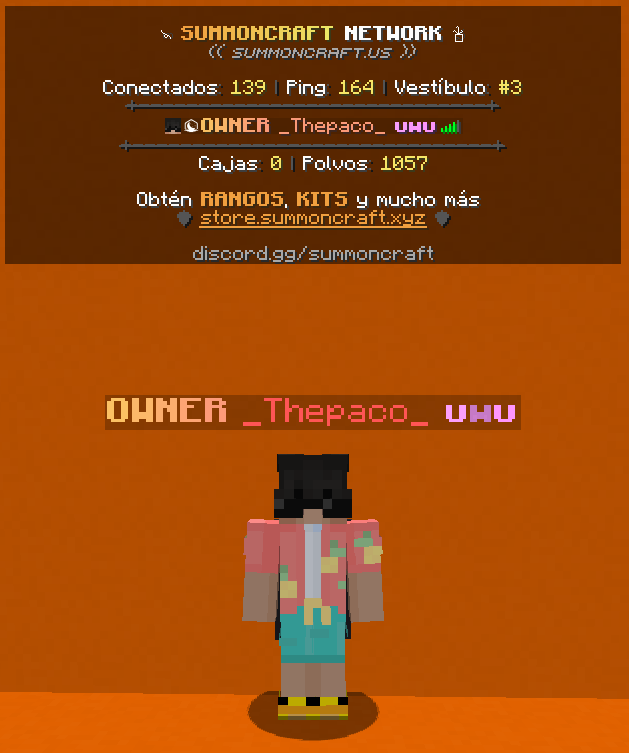 SUMMONCRAFT NETWORK
(( SUMMONCRAFT.US ))
Conectados: 139 | Ping: 164 | Vestíbulo: #3
OWNER _Thepaco_ uwu
Cajas: 0 | Polvos: 1057
Obtén RANGOS, KITS y mucho más
store.summoncraft.xyz
discord.gg/summoncraft
OWNER _Thepaco_ uwu